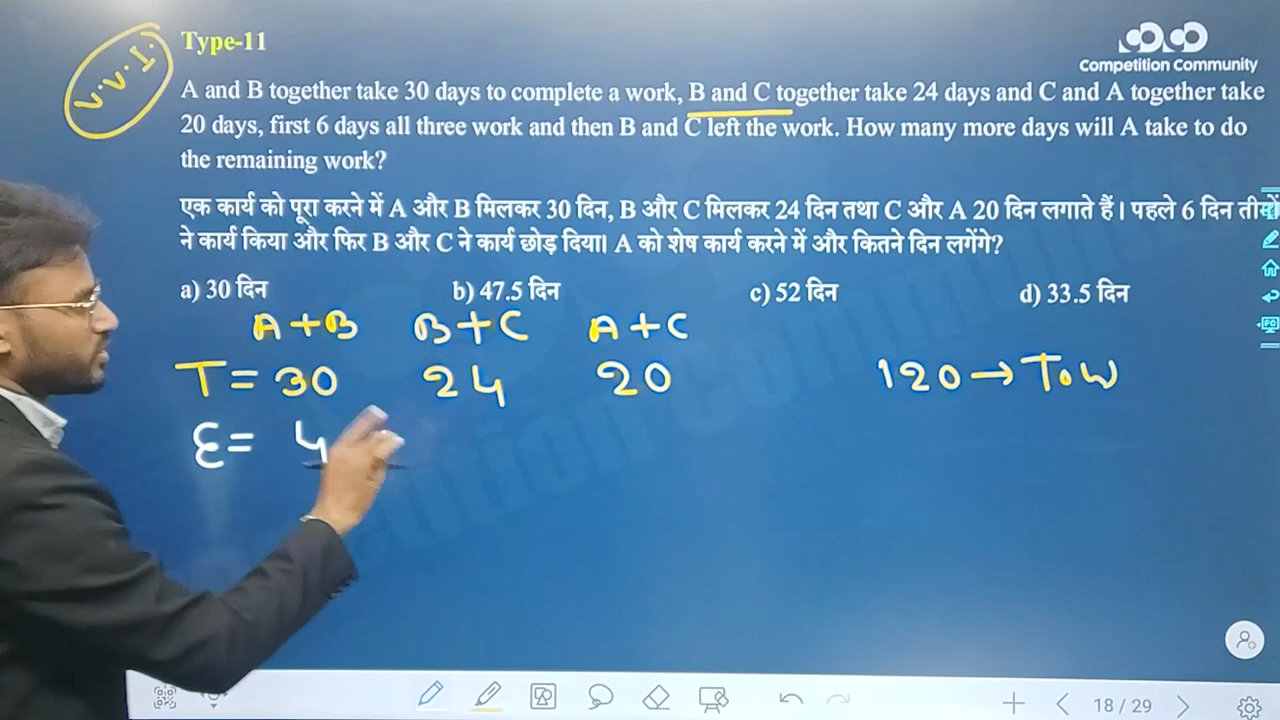 V.V.I.
Type-11
Competition Community
A and B together take 30 days to complete a work, B and C together take 24 days and C and A together take
20 days, first 6 days all three work and then B and C left the work. How many more days will A take to do
the remaining work?
एक कार्य को पूरा करने में A और B मिलकर 30 दिन, B और C मिलकर 24 दिन तथा C और A 20 दिन लगाते हैं। पहले 6 दिन तीनों
ने कार्य किया और फिर B और C ने कार्य छोड़ दिया। A को शेष कार्य करने में और कितने दिन लगेंगे?
a) 30 दिन b) 47.5 दिन c) 52 दिन d) 33.5 दिन
A+B B+C A+C
T= 30 24 20 120→T.W
E= 4
18 / 29